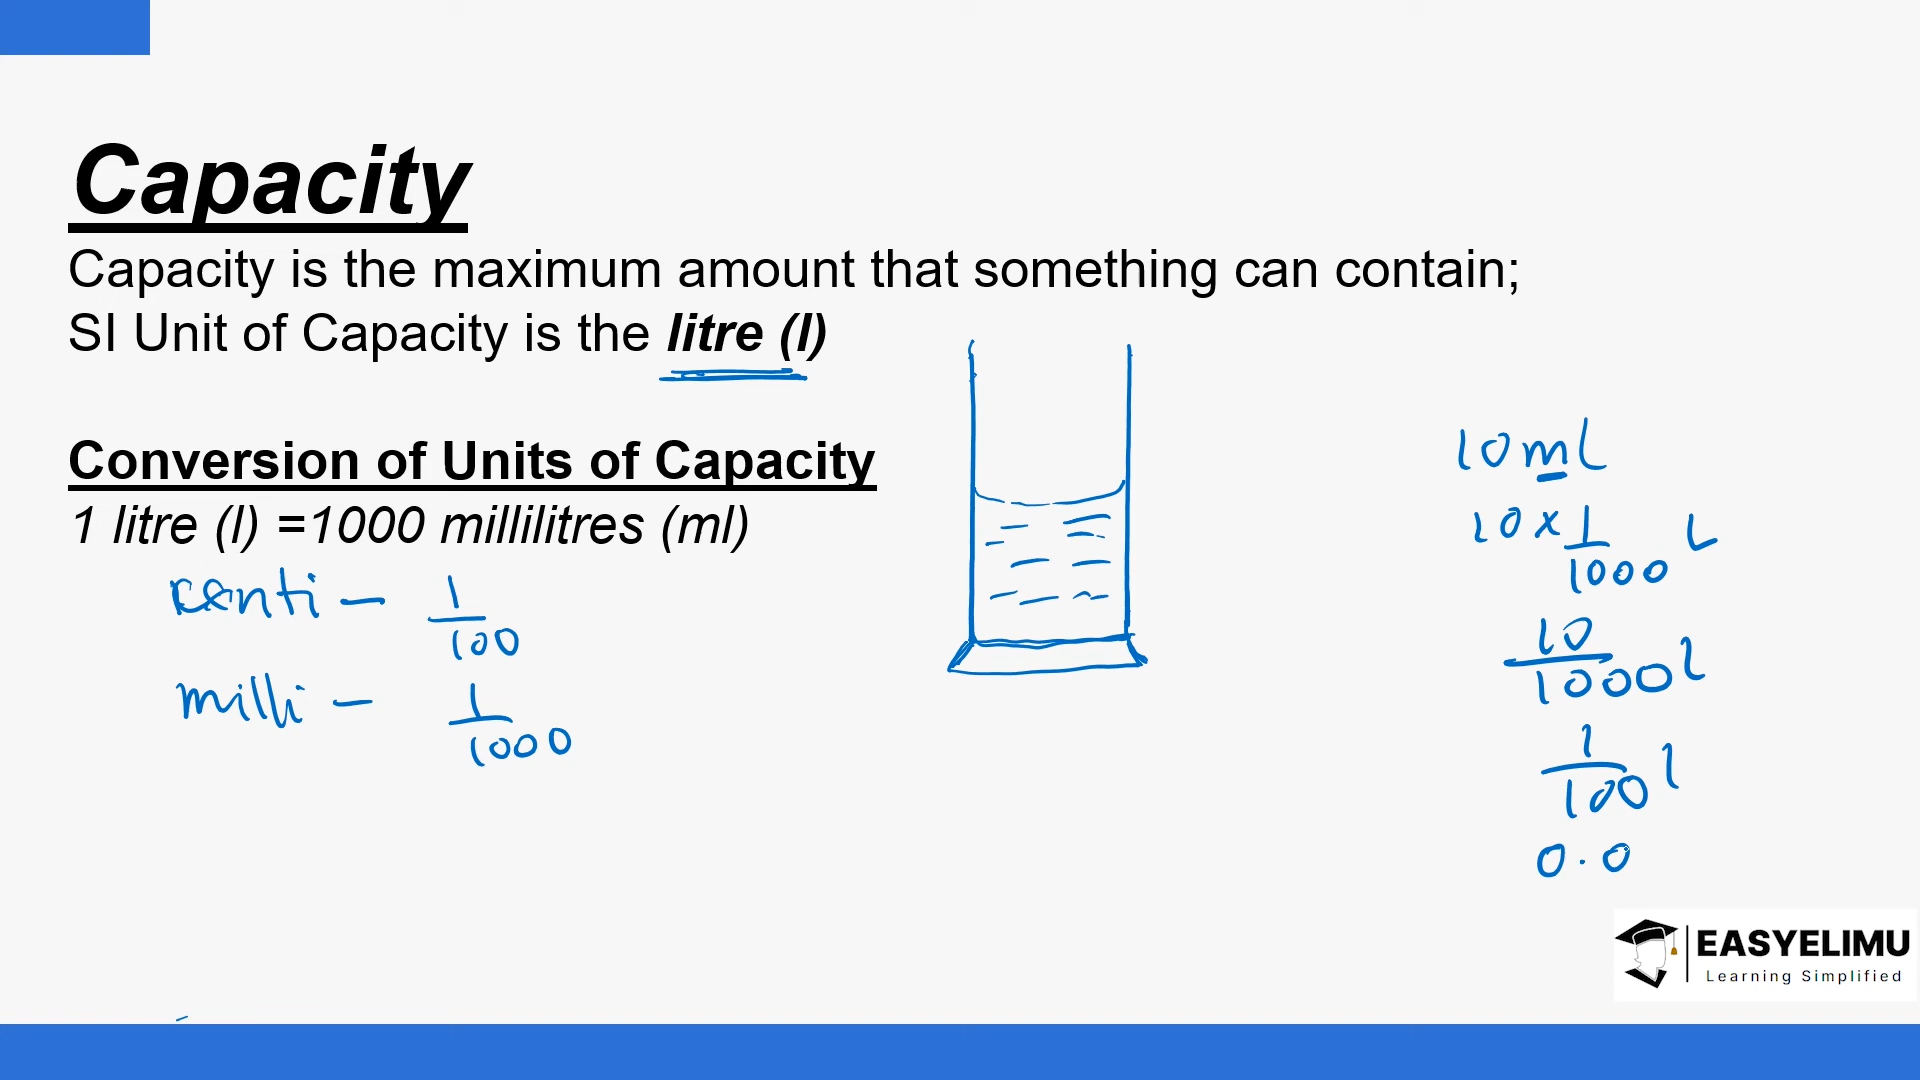 Capacity
Capacity is the maximum amount that something can contain;
SI Unit of Capacity is the litre (l)
Conversion of Units of Capacity
1 litre (l) =1000 millilitres (ml)
centi — 1/100
milli — 1/1000
10 ml
10 x 1/1000 L
10/1000 l
1/100 l
0.0
EASYELIMU
Learning Simplified